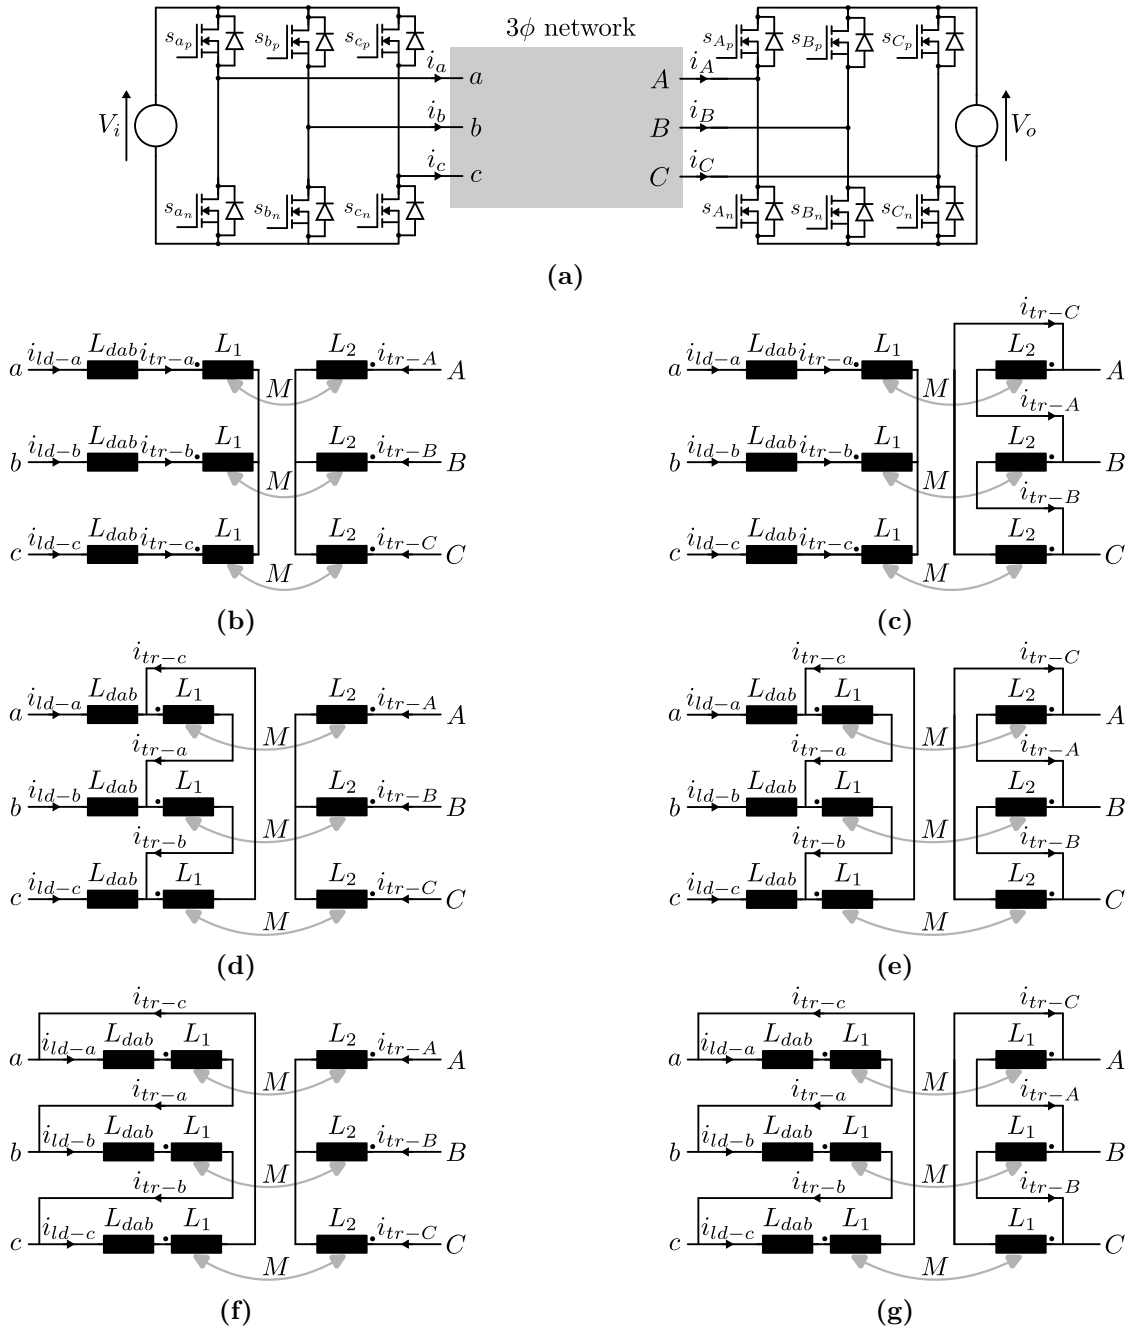 3ϕ network
s_{a_p} s_{b_p} s_{c_p} s_{A_p} s_{B_p} s_{C_p}
i_a a A i_A
V_i i_b b B i_B V_o
i_c c C i_C
s_{a_n} s_{b_n} s_{c_n} s_{A_n} s_{B_n} s_{C_n}
(a)
a i_{ld-a} L_{dab} i_{tr-a} L_1 M L_2 i_{tr-A} A
b i_{ld-b} L_{dab} i_{tr-b} L_1 M L_2 i_{tr-B} B
c i_{ld-c} L_{dab} i_{tr-c} L_1 M L_2 i_{tr-C} C
(b)
i_{tr-C}
a i_{ld-a} L_{dab} i_{tr-a} L_1 M L_2 A
i_{tr-A}
b i_{ld-b} L_{dab} i_{tr-b} L_1 M L_2 B
i_{tr-B}
c i_{ld-c} L_{dab} i_{tr-c} L_1 M L_2 C
(c)
i_{tr-c}
a i_{ld-a} L_{dab} L_1 M L_2 i_{tr-A} A
i_{tr-a}
b i_{ld-b} L_{dab} L_1 M L_2 i_{tr-B} B
i_{tr-b}
c i_{ld-c} L_{dab} L_1 M L_2 i_{tr-C} C
(d)
i_{tr-c} i_{tr-C}
a i_{ld-a} L_{dab} L_1 M L_2 A
i_{tr-a} i_{tr-A}
b i_{ld-b} L_{dab} L_1 M L_2 B
i_{tr-b} i_{tr-B}
c i_{ld-c} L_{dab} L_1 M L_2 C
(e)
i_{tr-c}
a i_{ld-a} L_{dab} L_1 M L_2 i_{tr-A} A
i_{tr-a}
b i_{ld-b} L_{dab} L_1 M L_2 i_{tr-B} B
i_{tr-b}
c i_{ld-c} L_{dab} L_1 M L_2 i_{tr-C} C
(f)
i_{tr-c} i_{tr-C}
a i_{ld-a} L_{dab} L_1 M L_1 A
i_{tr-a} i_{tr-A}
b i_{ld-b} L_{dab} L_1 M L_1 B
i_{tr-b} i_{tr-B}
c i_{ld-c} L_{dab} L_1 M L_1 C
(g)